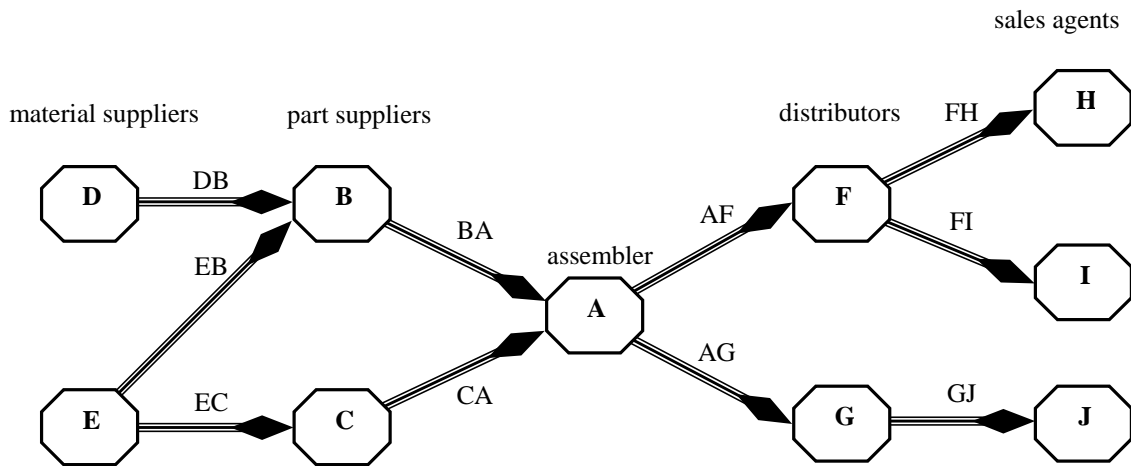 sales agents
material suppliers
part suppliers
distributors
FH
H
D
DB
B
F
EB
BA
AF
FI
assembler
A
I
E
EC
C
CA
AG
G
GJ
J